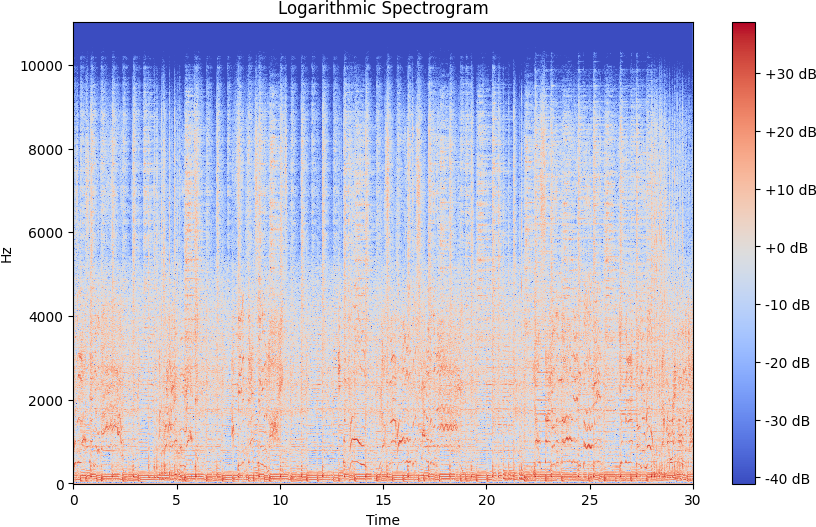 Logarithmic Spectrogram
Hz
10000
8000
6000
4000
2000
0
0 5 10 15 20 25 30
Time
+30 dB
+20 dB
+10 dB
+0 dB
-10 dB
-20 dB
-30 dB
-40 dB